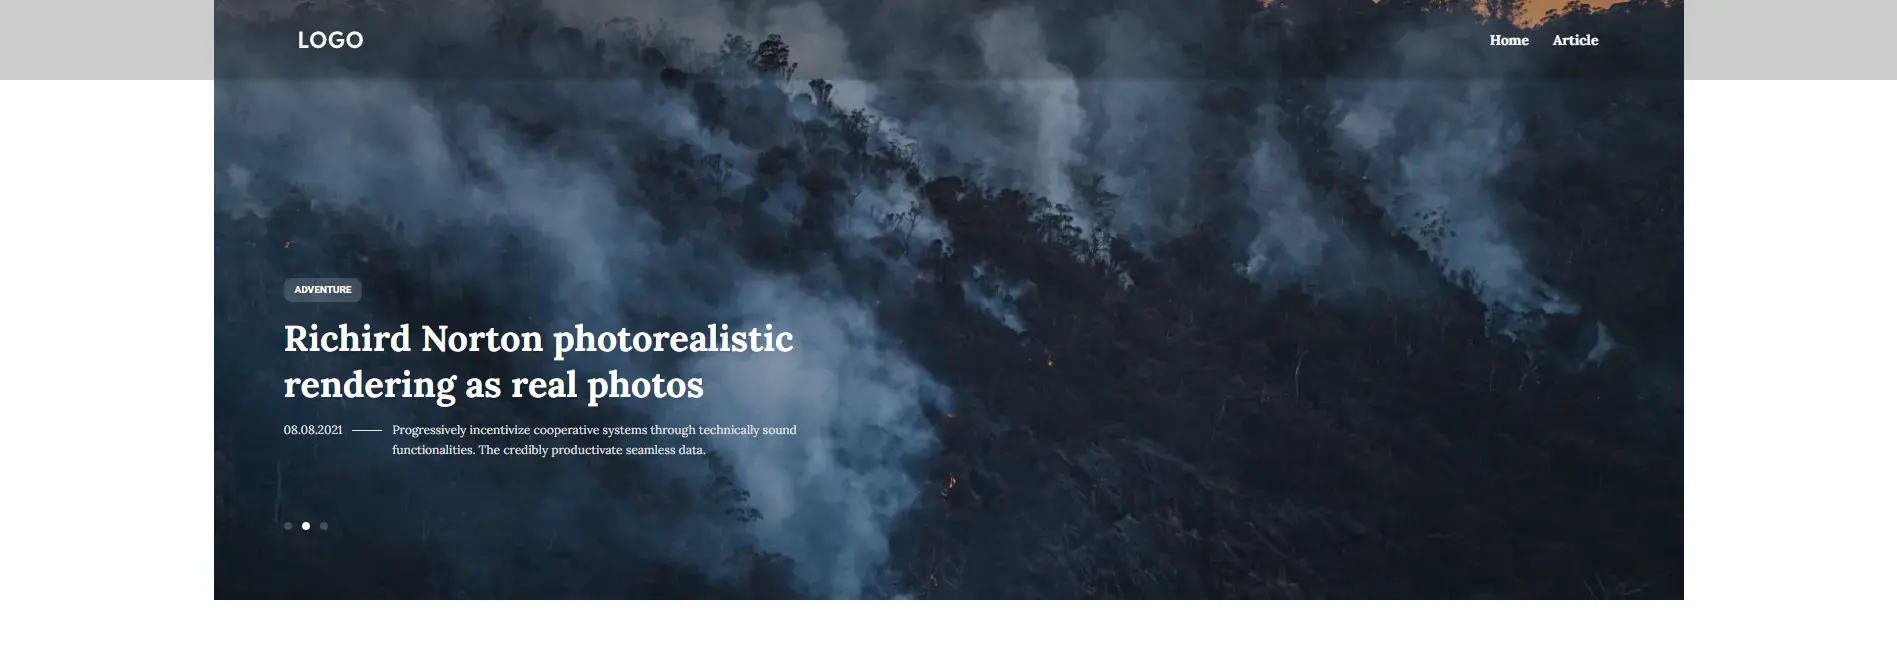 LOGO
Home Article
ADVENTURE
Richird Norton photorealistic
rendering as real photos
08.08.2021
Progressively incentivize cooperative systems through technically sound
functionalities. The credibly productivate seamless data.